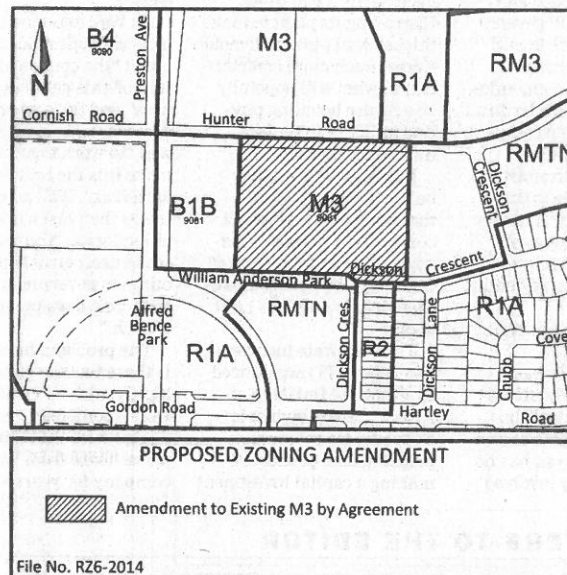 B4
9090
N
Preston Ave
M3
R1A
RM3
Cornish Road
Hunter Road
RMTN
Dickson Crescent
B1B
9081
M3
9081
Dickson Crescent
William Anderson Park
Alfred Bence Park
RMTN
R1A
Dickson Cres
R2
Dickson Lane
R1A
Chubb
Cove
Gordon Road
Hartley Road
PROPOSED ZONING AMENDMENT
Amendment to Existing M3 by Agreement
File No. RZ6-2014